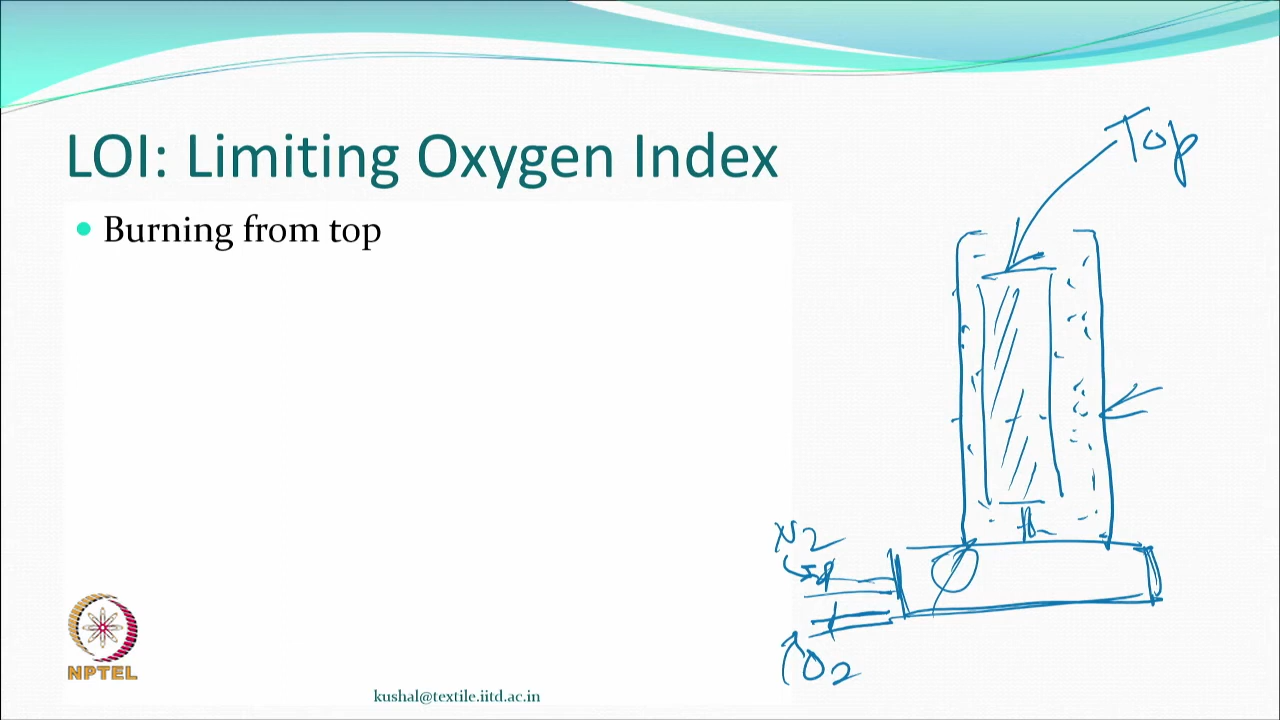 LOI: Limiting Oxygen Index
Top
Burning from top
N2
O2
NPTEL
kushal@textile.iitd.ac.in